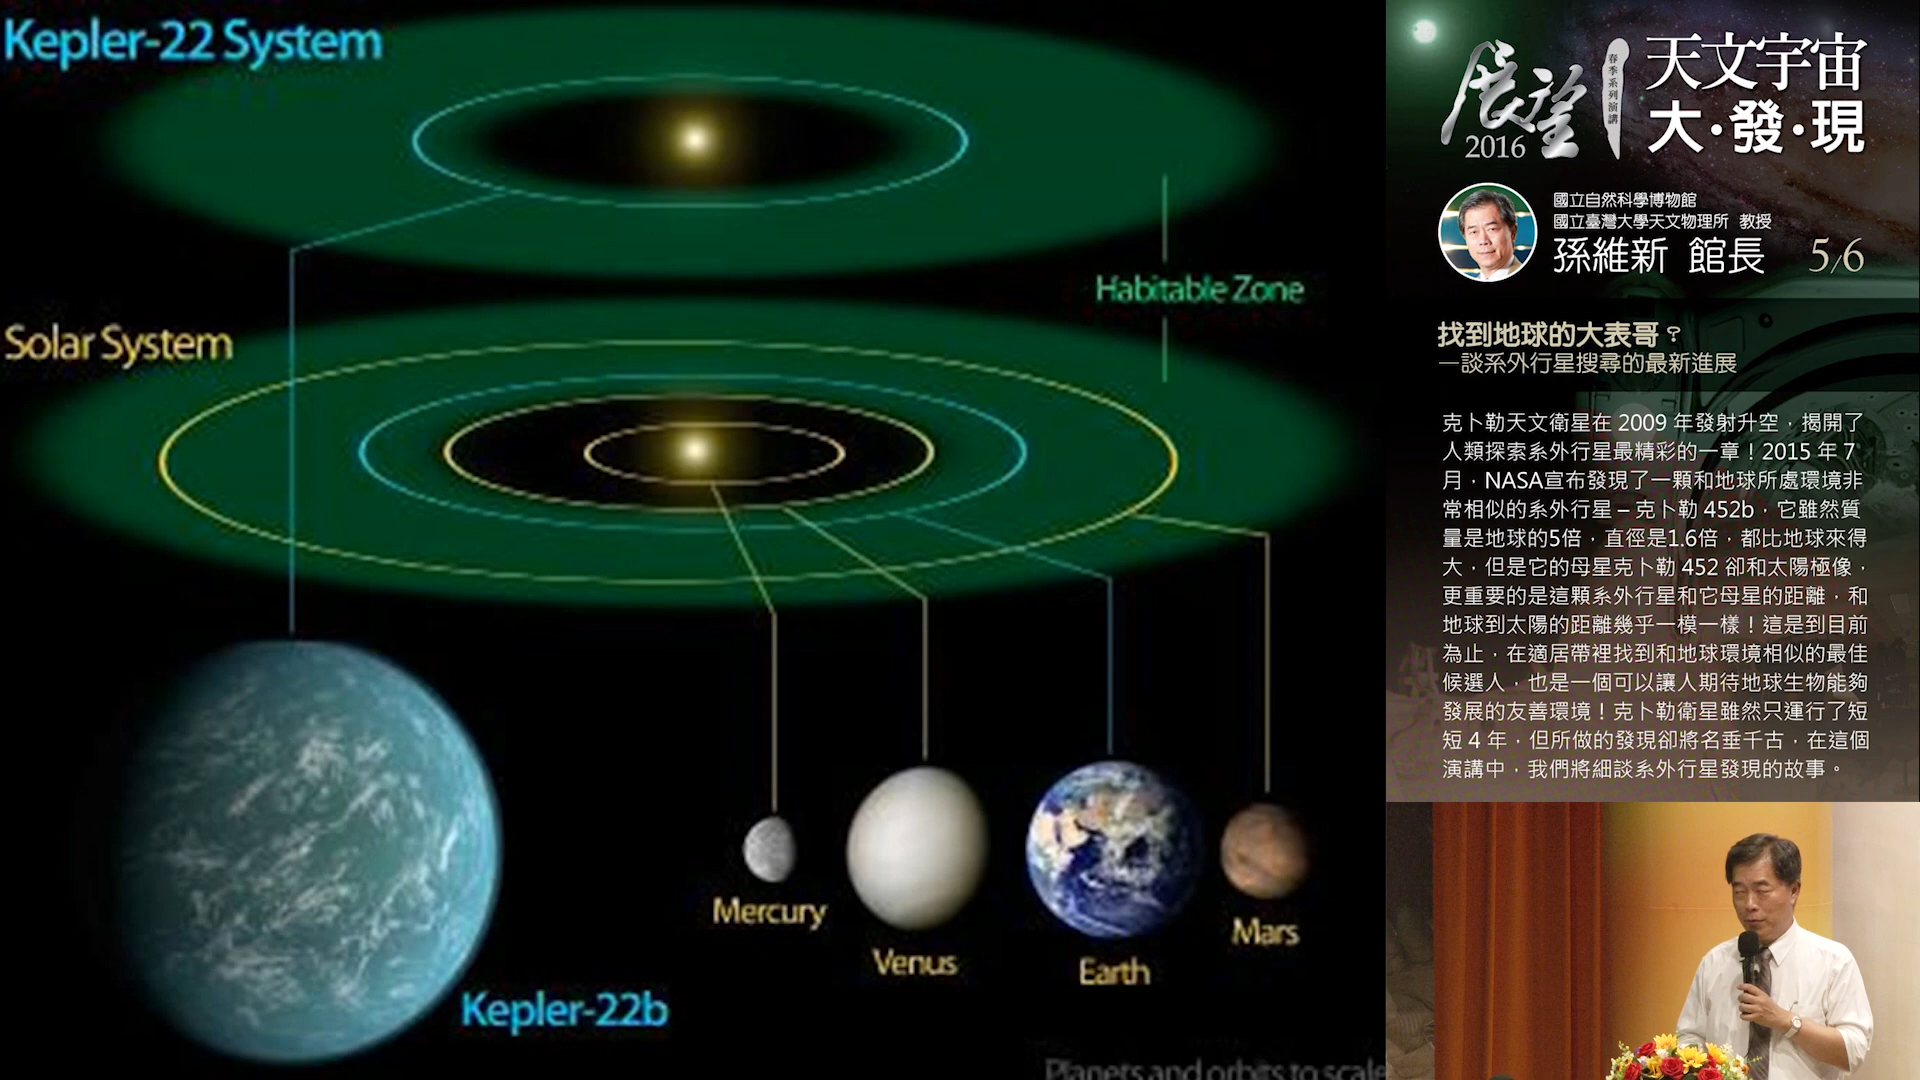 Kepler-22 System
Habitable Zone
Solar System
Mercury
Venus
Earth
Mars
Kepler-22b
Planets and orbits to scale
展望
2016
春季系列演講
天文宇宙
大·發·現
國立自然科學博物館
國立臺灣大學天文物理所 教授
孫維新 館長 5/6
找到地球的大表哥？
—談系外行星搜尋的最新進展
克卜勒天文衛星在 2009 年發射升空，揭開了
人類探索系外行星最精彩的一章！2015 年 7
月，NASA宣布發現了一顆和地球所處環境非
常相似的系外行星 – 克卜勒 452b，它雖然質
量是地球的5倍，直徑是1.6倍，都比地球來得
大，但是它的母星克卜勒 452 卻和太陽極像，
更重要的是這顆系外行星和它母星的距離，和
地球到太陽的距離幾乎一模一樣！這是到目前
為止，在適居帶裡找到和地球環境相似的最佳
候選人，也是一個可以讓人期待地球生物能夠
發展的友善環境！克卜勒衛星雖然只運行了短
短 4 年，但所做的發現卻將名垂千古，在這個
演講中，我們將細談系外行星發現的故事。